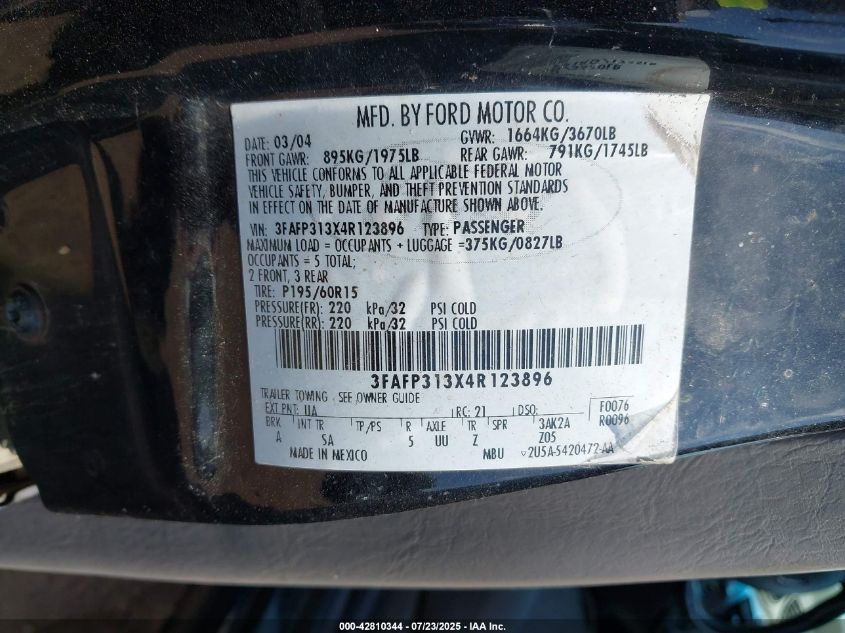 MFD. BY FORD MOTOR CO.
DATE: 03/04 GVWR: 1664KG/3670LB
FRONT GAWR: 895KG/1975LB REAR GAWR: 791KG/1745LB
THIS VEHICLE CONFORMS TO ALL APPLICABLE FEDERAL MOTOR
VEHICLE SAFETY, BUMPER, AND THEFT PREVENTION STANDARDS
IN EFFECT ON THE DATE OF MANUFACTURE SHOWN ABOVE.
VIN: 3FAFP313X4R123896 TYPE: PASSENGER
MAXIMUM LOAD = OCCUPANTS + LUGGAGE =375KG/0827LB
OCCUPANTS = 5 TOTAL;
2 FRONT, 3 REAR
TIRE: P195/60R15
PRESSURE(FR): 220 kPa/32 PSI COLD
PRESSURE(RR): 220 kPa/32 PSI COLD
3FAFP313X4R123896
TRAILER TOWING - SEE OWNER GUIDE
EXT PNT: UA RC: 21 DSO: F0076
BRK INT TR TP/PS R AXLE TR SPR 3AK2A R0096
A SA 5 UU Z Z05
MADE IN MEXICO MBU 2U5A-5420472-AA
000-42810344 | 07/23/2025 | IAA Inc.